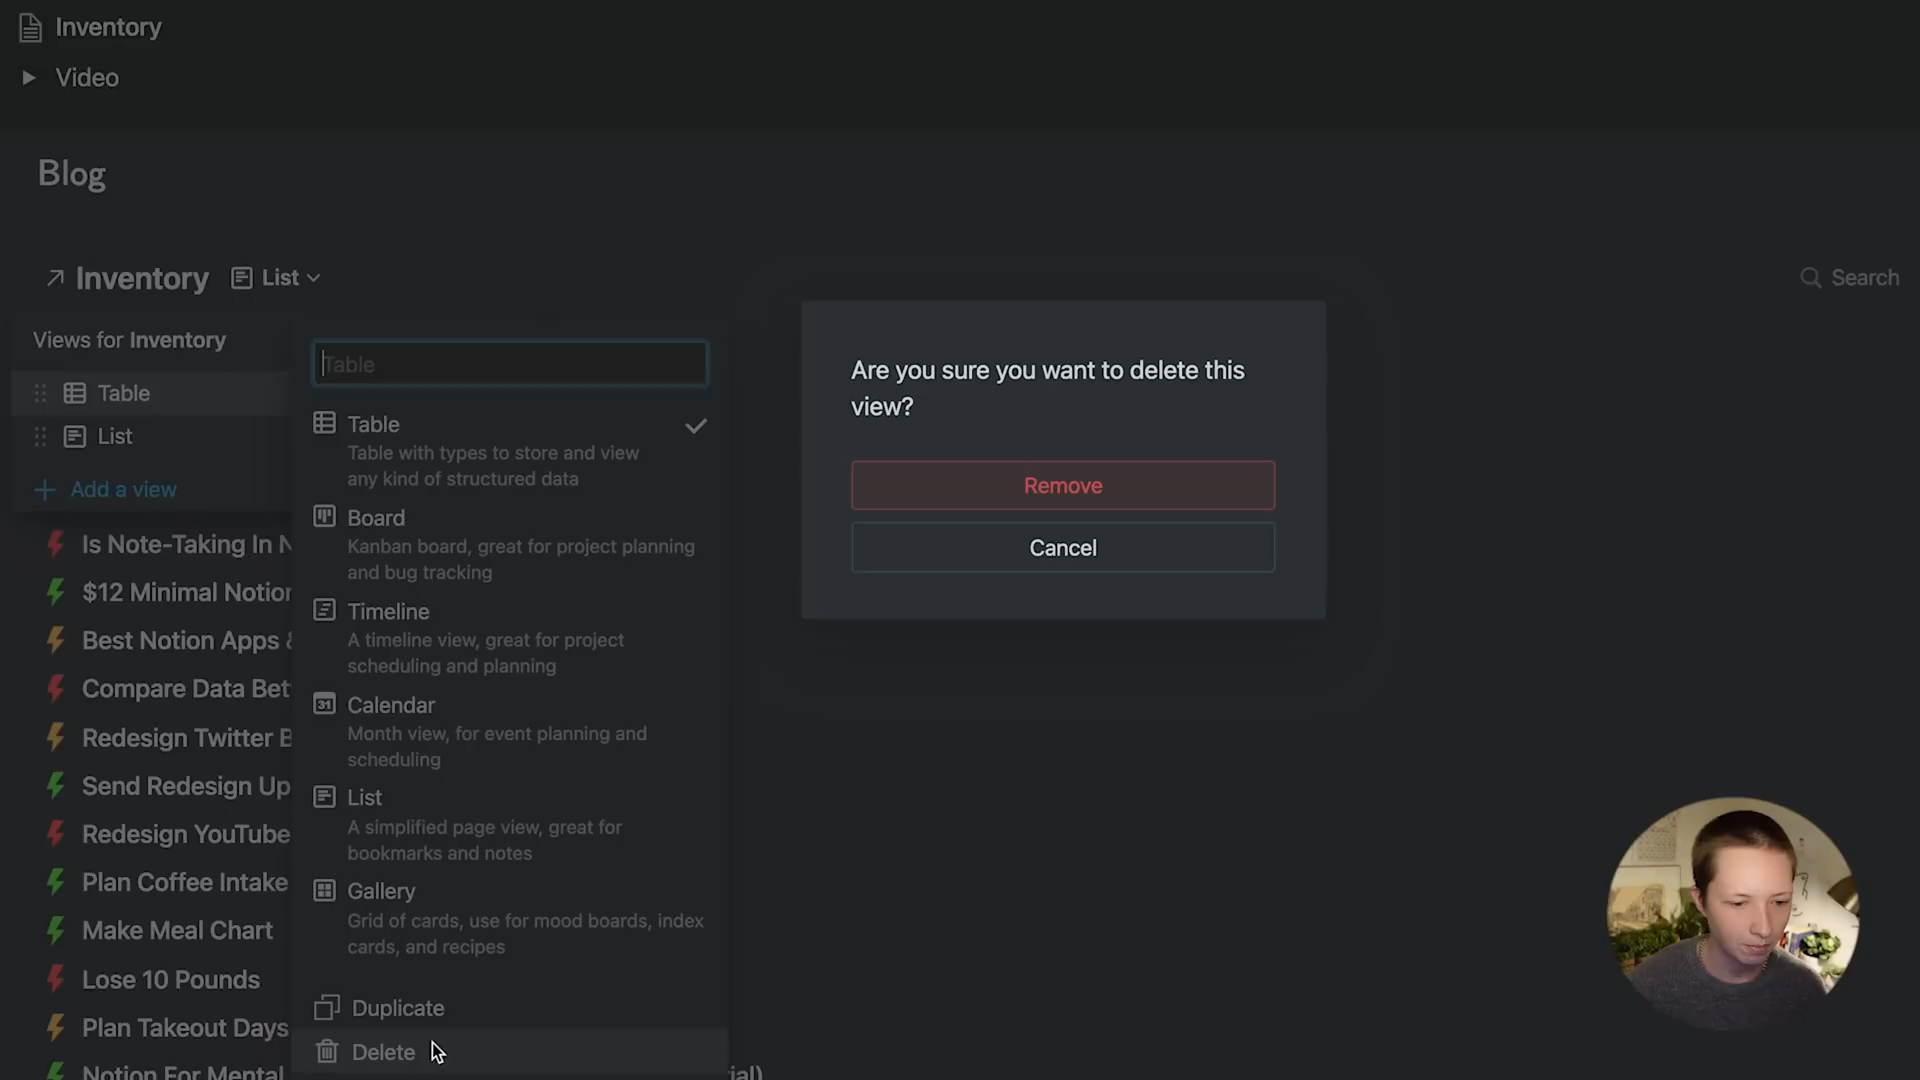 Inventory
Video
Blog
Inventory List
Search
Views for Inventory
Table
List
Add a view
Is Note-Taking In
$12 Minimal Notion
Best Notion Apps
Compare Data Bet
Redesign Twitter B
Send Redesign Up
Redesign YouTube
Plan Coffee Intake
Make Meal Chart
Lose 10 Pounds
Plan Takeout Days
Notion For Mental
Table
Table
Table with types to store and view
any kind of structured data
Board
Kanban board, great for project planning
and bug tracking
Timeline
A timeline view, great for project
scheduling and planning
31
Calendar
Month view, for event planning and
scheduling
List
A simplified page view, great for
bookmarks and notes
Gallery
Grid of cards, use for mood boards, index
cards, and recipes
Duplicate
Delete
Are you sure you want to delete this
view?
Remove
Cancel